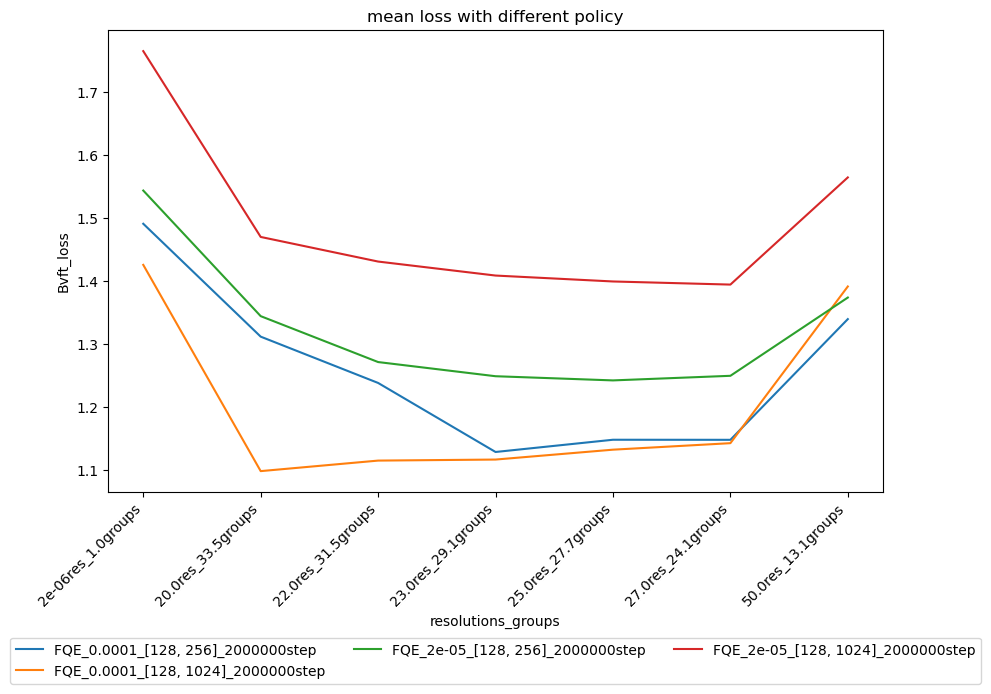 mean loss with different policy
Bvft_loss
1.7
1.6
1.5
1.4
1.3
1.2
1.1
2e-06res_1.0groups
20.0res_33.5groups
22.0res_31.5groups
23.0res_29.1groups
25.0res_27.7groups
27.0res_24.1groups
50.0res_13.1groups
resolutions_groups
FQE_0.0001_[128, 256]_2000000step
FQE_0.0001_[128, 1024]_2000000step
FQE_2e-05_[128, 256]_2000000step
FQE_2e-05_[128, 1024]_2000000step